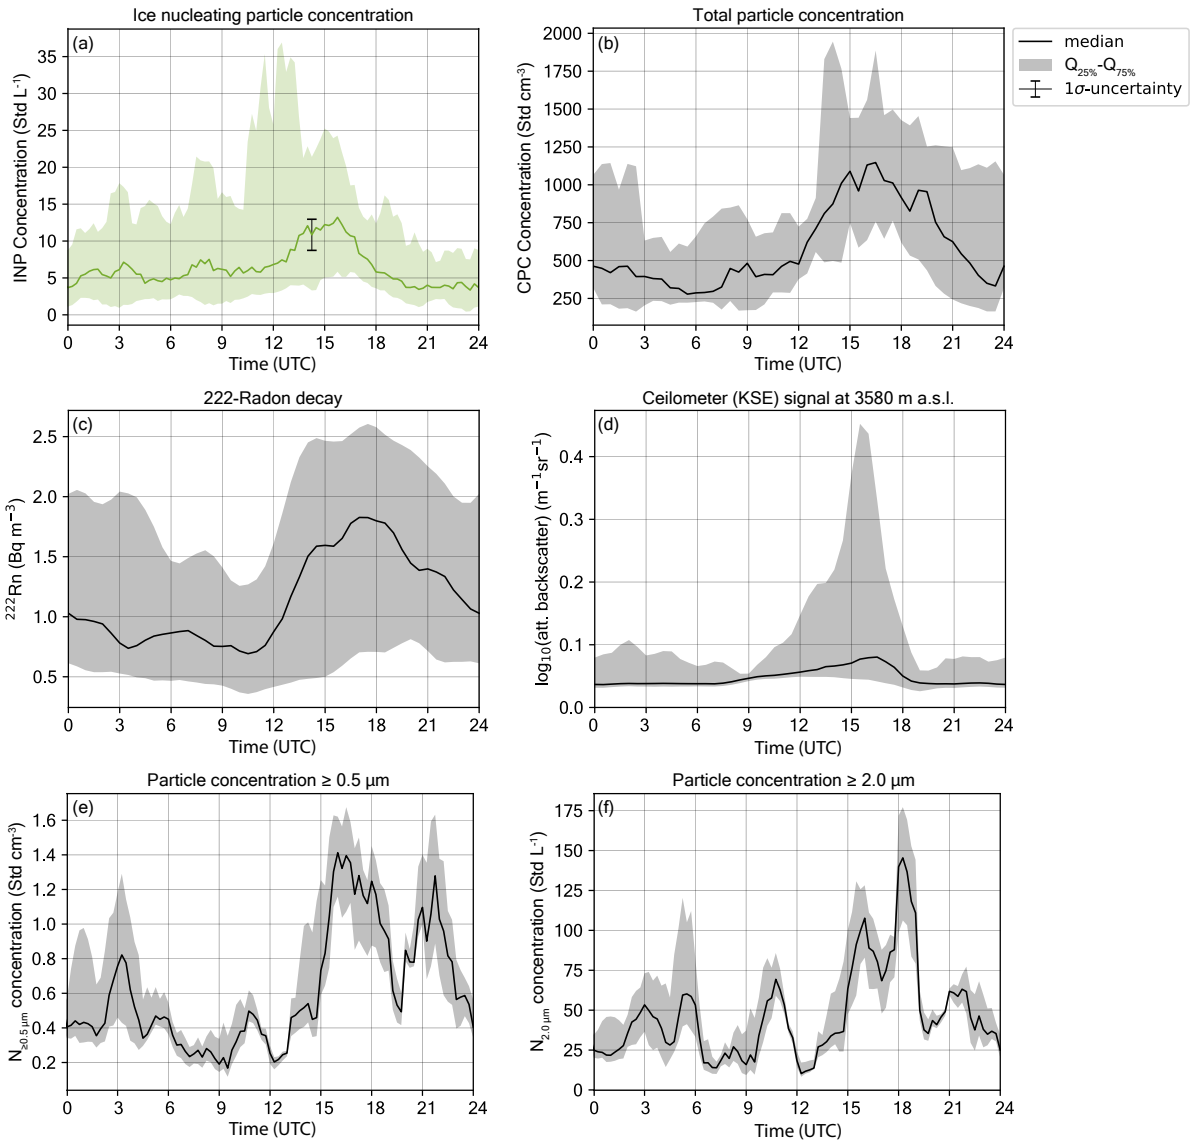 Ice nucleating particle concentration
(a)
INP Concentration (Std L⁻¹)
35
30
25
20
15
10
5
0
0 3 6 9 12 15 18 21 24
Time (UTC)
Total particle concentration
(b)
CPC Concentration (Std cm⁻³)
2000
1750
1500
1250
1000
750
500
250
0 3 6 9 12 15 18 21 24
Time (UTC)
median
Q25%-Q75%
1σ-uncertainty
222-Radon decay
(c)
²²²Rn (Bq m⁻³)
2.5
2.0
1.5
1.0
0.5
0 3 6 9 12 15 18 21 24
Time (UTC)
Ceilometer (KSE) signal at 3580 m a.s.l.
(d)
log₁₀(att. backscatter) (m⁻¹sr⁻¹)
0.4
0.3
0.2
0.1
0.0
0 3 6 9 12 15 18 21 24
Time (UTC)
Particle concentration ≥ 0.5 µm
(e)
N≥0.5 µm concentration (Std cm⁻³)
1.6
1.4
1.2
1.0
0.8
0.6
0.4
0.2
0 3 6 9 12 15 18 21 24
Time (UTC)
Particle concentration ≥ 2.0 µm
(f)
N2.0 µm concentration (Std L⁻¹)
175
150
125
100
75
50
25
0
0 3 6 9 12 15 18 21 24
Time (UTC)